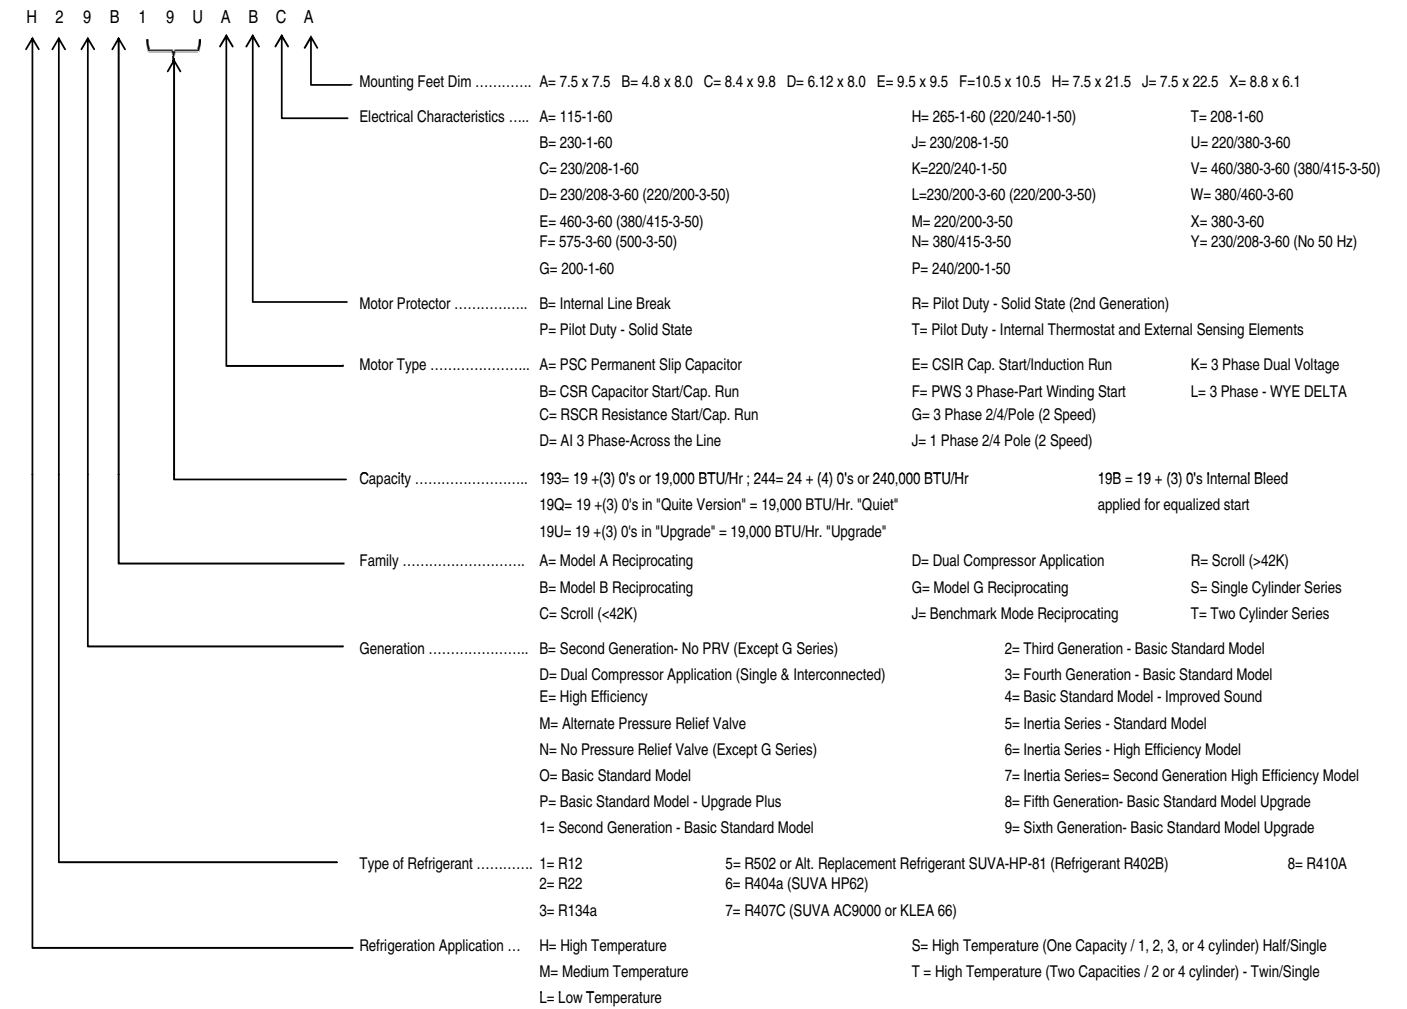 H 2 9 B 1 9 U A B C A
Mounting Feet Dim ............. A= 7.5 x 7.5 B= 4.8 x 8.0 C= 8.4 x 9.8 D= 6.12 x 8.0 E= 9.5 x 9.5 F=10.5 x 10.5 H= 7.5 x 21.5 J= 7.5 x 22.5 X= 8.8 x 6.1
Electrical Characteristics ..... A= 115-1-60 H= 265-1-60 (220/240-1-50) T= 208-1-60
B= 230-1-60 J= 230/208-1-50 U= 220/380-3-60
C= 230/208-1-60 K=220/240-1-50 V= 460/380-3-60 (380/415-3-50)
D= 230/208-3-60 (220/200-3-50) L=230/200-3-60 (220/200-3-50) W= 380/460-3-60
E= 460-3-60 (380/415-3-50) M= 220/200-3-50 X= 380-3-60
F= 575-3-60 (500-3-50) N= 380/415-3-50 Y= 230/208-3-60 (No 50 Hz)
G= 200-1-60 P= 240/200-1-50
Motor Protector ................. B= Internal Line Break R= Pilot Duty - Solid State (2nd Generation)
P= Pilot Duty - Solid State T= Pilot Duty - Internal Thermostat and External Sensing Elements
Motor Type ....................... A= PSC Permanent Slip Capacitor E= CSIR Cap. Start/Induction Run K= 3 Phase Dual Voltage
B= CSR Capacitor Start/Cap. Run F= PWS 3 Phase-Part Winding Start L= 3 Phase - WYE DELTA
C= RSCR Resistance Start/Cap. Run G= 3 Phase 2/4/Pole (2 Speed)
D= AI 3 Phase-Across the Line J= 1 Phase 2/4 Pole (2 Speed)
Capacity .......................... 193= 19 +(3) 0's or 19,000 BTU/Hr ; 244= 24 + (4) 0's or 240,000 BTU/Hr 19B = 19 + (3) 0's Internal Bleed
19Q= 19 +(3) 0's in "Quite Version" = 19,000 BTU/Hr. "Quiet" applied for equalized start
19U= 19 +(3) 0's in "Upgrade" = 19,000 BTU/Hr. "Upgrade"
Family ............................ A= Model A Reciprocating D= Dual Compressor Application R= Scroll (>42K)
B= Model B Reciprocating G= Model G Reciprocating S= Single Cylinder Series
C= Scroll (<42K) J= Benchmark Mode Reciprocating T= Two Cylinder Series
Generation ....................... B= Second Generation- No PRV (Except G Series) 2= Third Generation - Basic Standard Model
D= Dual Compressor Application (Single & Interconnected) 3= Fourth Generation - Basic Standard Model
E= High Efficiency 4= Basic Standard Model - Improved Sound
M= Alternate Pressure Relief Valve 5= Inertia Series - Standard Model
N= No Pressure Relief Valve (Except G Series) 6= Inertia Series - High Efficiency Model
O= Basic Standard Model 7= Inertia Series= Second Generation High Efficiency Model
P= Basic Standard Model - Upgrade Plus 8= Fifth Generation- Basic Standard Model Upgrade
1= Second Generation - Basic Standard Model 9= Sixth Generation- Basic Standard Model Upgrade
Type of Refrigerant ............. 1= R12 5= R502 or Alt. Replacement Refrigerant SUVA-HP-81 (Refrigerant R402B) 8= R410A
2= R22 6= R404a (SUVA HP62)
3= R134a 7= R407C (SUVA AC9000 or KLEA 66)
Refrigeration Application ... H= High Temperature S= High Temperature (One Capacity / 1, 2, 3, or 4 cylinder) Half/Single
M= Medium Temperature T = High Temperature (Two Capacities / 2 or 4 cylinder) - Twin/Single
L= Low Temperature